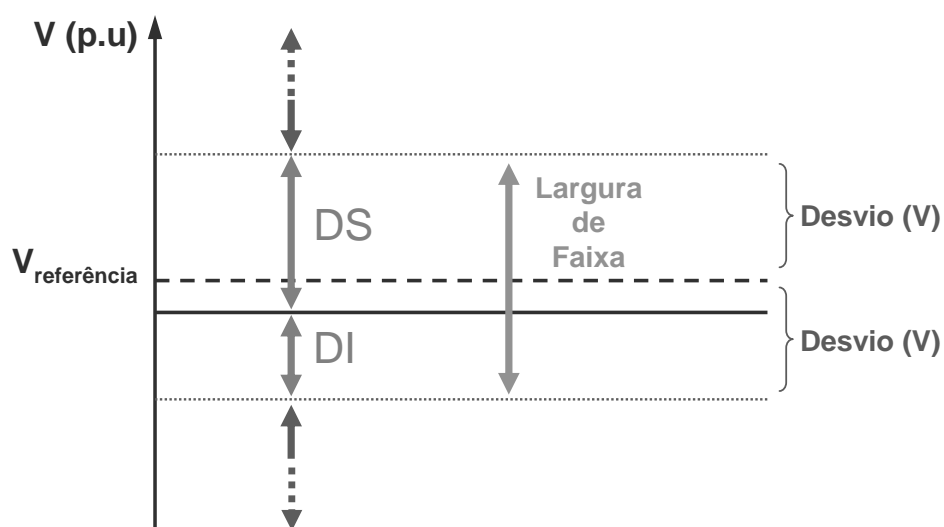 V (p.u)
DS
Largura
de
Faixa
Desvio (V)
Vreferência
DI
Desvio (V)